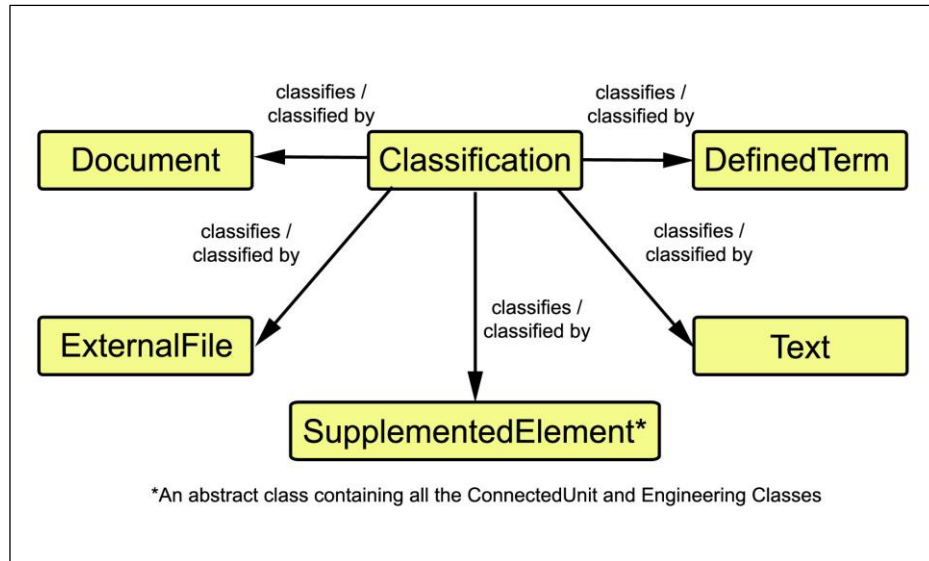 classifies /
classified by
classifies /
classified by
Document
Classification
DefinedTerm
classifies /
classified by
classifies /
classified by
classifies /
classified by
ExternalFile
Text
SupplementedElement*
*An abstract class containing all the ConnectedUnit and Engineering Classes